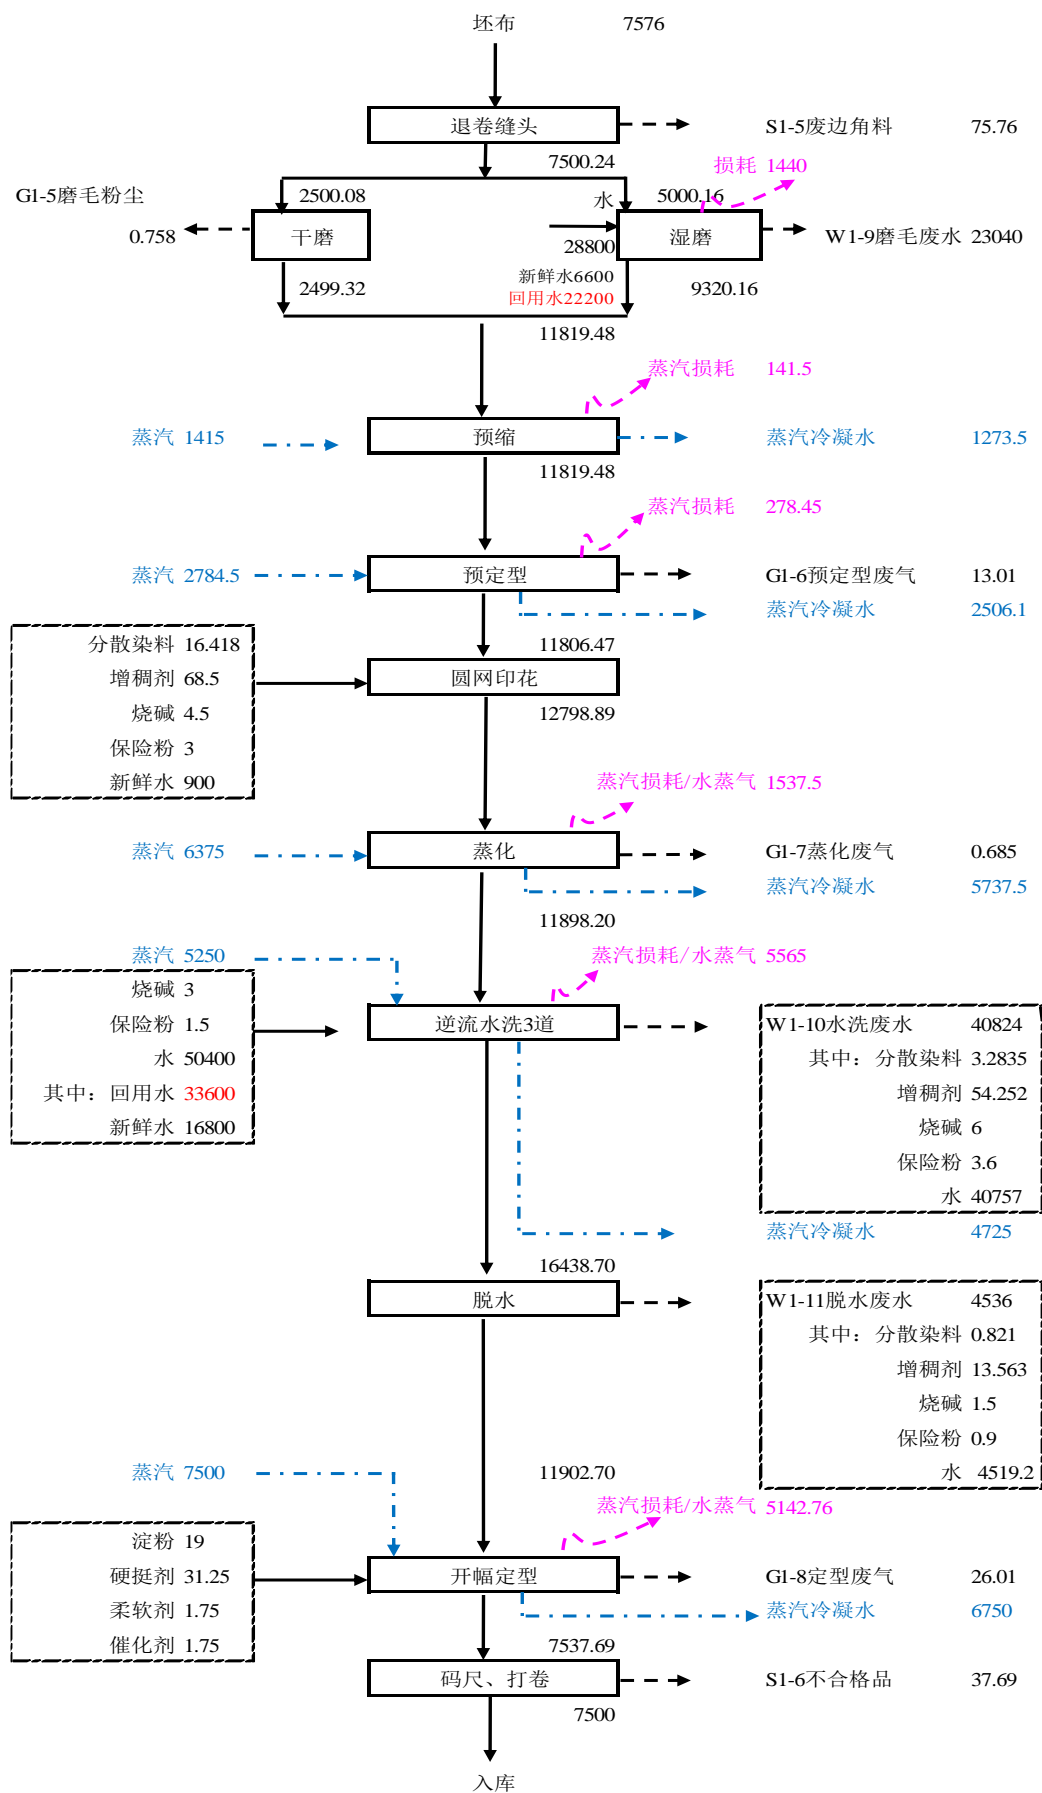 坯布 7576
退卷缝头
S1-5废边角料 75.76
7500.24
损耗 1440
G1-5磨毛粉尘
2500.08
水
5000.16
0.758
干磨
28800
湿磨
W1-9磨毛废水 23040
2499.32
新鲜水6600
回用水22200
9320.16
11819.48
蒸汽损耗 141.5
蒸汽 1415
预缩
蒸汽冷凝水 1273.5
11819.48
蒸汽损耗 278.45
蒸汽 2784.5
预定型
G1-6预定型废气 13.01
蒸汽冷凝水 2506.1
11806.47
分散染料 16.418
增稠剂 68.5
烧碱 4.5
保险粉 3
新鲜水 900
圆网印花
12798.89
蒸汽损耗/水蒸气 1537.5
蒸汽 6375
蒸化
G1-7蒸化废气 0.685
蒸汽冷凝水 5737.5
11898.20
蒸汽 5250
蒸汽损耗/水蒸气 5565
烧碱 3
保险粉 1.5
水 50400
其中：回用水 33600
新鲜水 16800
逆流水洗3道
W1-10水洗废水 40824
其中：分散染料 3.2835
增稠剂 54.252
烧碱 6
保险粉 3.6
水 40757
蒸汽冷凝水 4725
16438.70
脱水
W1-11脱水废水 4536
其中：分散染料 0.821
增稠剂 13.563
烧碱 1.5
保险粉 0.9
水 4519.2
蒸汽 7500
11902.70
蒸汽损耗/水蒸气 5142.76
淀粉 19
硬挺剂 31.25
柔软剂 1.75
催化剂 1.75
开幅定型
G1-8定型废气 26.01
蒸汽冷凝水 6750
7537.69
码尺、打卷
S1-6不合格品 37.69
7500
入库